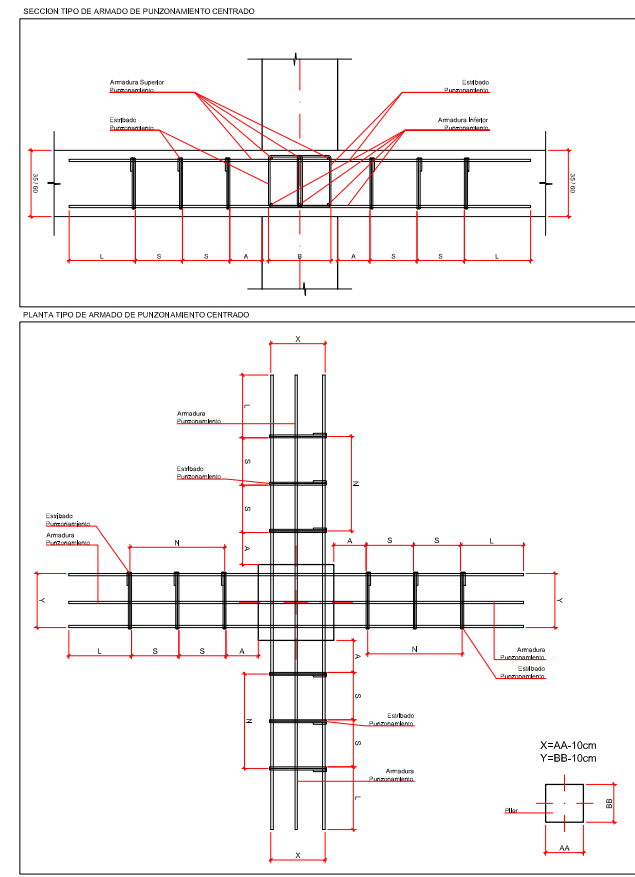 SECCION TIPO DE ARMADO DE PUNZONAMIENTO CENTRADO
Armadura Superior
Punzonamiento
Estribado
Punzonamiento
Estribado
Punzonamiento
Armadura Inferior
Punzonamiento
35 / 60
35 / 60
L
S
S
A
B
A
S
S
L
PLANTA TIPO DE ARMADO DE PUNZONAMIENTO CENTRADO
X
L
Armadura
Punzonamiento
Estribado
Punzonamiento
S
N
S
A
Estribado
Punzonamiento
Armadura
Punzonamiento
N
A
S
S
L
Y
Y
L
S
S
A
N
A
Armadura
Punzonamiento
Estribado
Punzonamiento
N
S
Estribado
Punzonamiento
S
Armadura
Punzonamiento
L
X
X=AA-10cm
Y=BB-10cm
Pilar
BB
AA